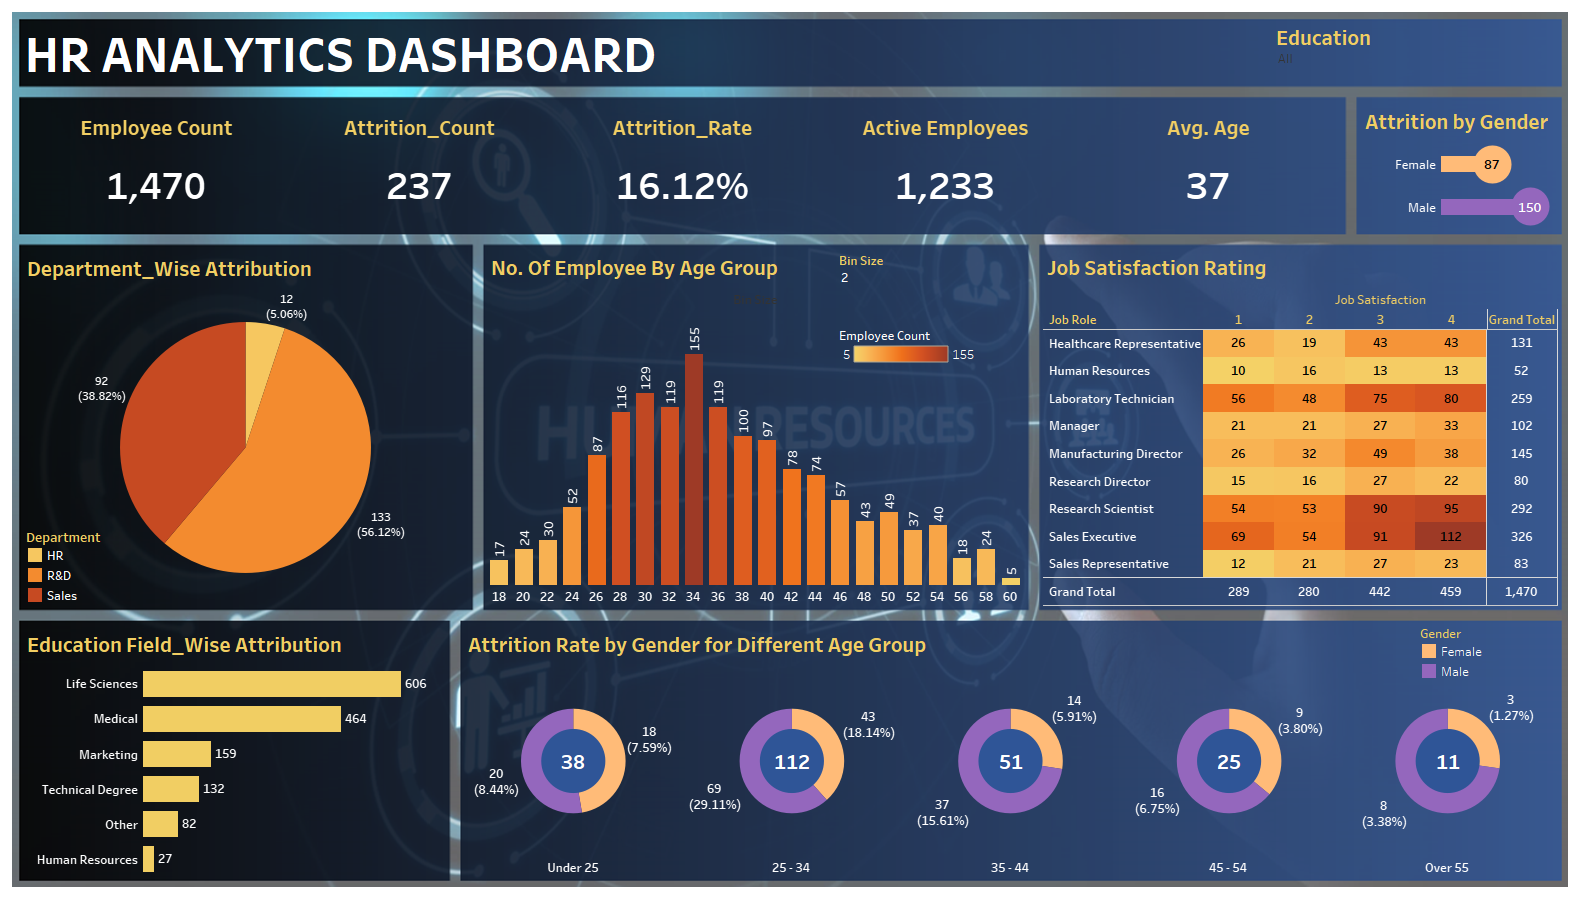 HR ANALYTICS DASHBOARD
Education
All
Employee Count
Attrition_Count
Attrition_Rate
Active Employees
Avg. Age
1,470
237
16.12%
1,233
37
Attrition by Gender
Female 87
Male 150
Department_Wise Attribution
12
(5.06%)
92
(38.82%)
133
(56.12%)
Department
HR
R&D
Sales
No. Of Employee By Age Group
Bin Size
2
Employee Count
5 155
17 24 30 52 87 116 129 119 155 119 100 97 78 74 57 43 49 37 40 18 24 5
18 20 22 24 26 28 30 32 34 36 38 40 42 44 46 48 50 52 54 56 58 60
HUMAN RESOURCES
Job Satisfaction Rating
Job Satisfaction
Job Role 1 2 3 4 Grand Total
Healthcare Representative 26 19 43 43 131
Human Resources 10 16 13 13 52
Laboratory Technician 56 48 75 80 259
Manager 21 21 27 33 102
Manufacturing Director 26 32 49 38 145
Research Director 15 16 27 22 80
Research Scientist 54 53 90 95 292
Sales Executive 69 54 91 112 326
Sales Representative 12 21 27 23 83
Grand Total 289 280 442 459 1,470
Education Field_Wise Attribution
Life Sciences 606
Medical 464
Marketing 159
Technical Degree 132
Other 82
Human Resources 27
Attrition Rate by Gender for Different Age Group
Gender
Female
Male
18
(7.59%)
38
20
(8.44%)
Under 25
43
(18.14%)
112
69
(29.11%)
25 - 34
14
(5.91%)
51
37
(15.61%)
35 - 44
9
(3.80%)
25
16
(6.75%)
45 - 54
3
(1.27%)
11
8
(3.38%)
Over 55